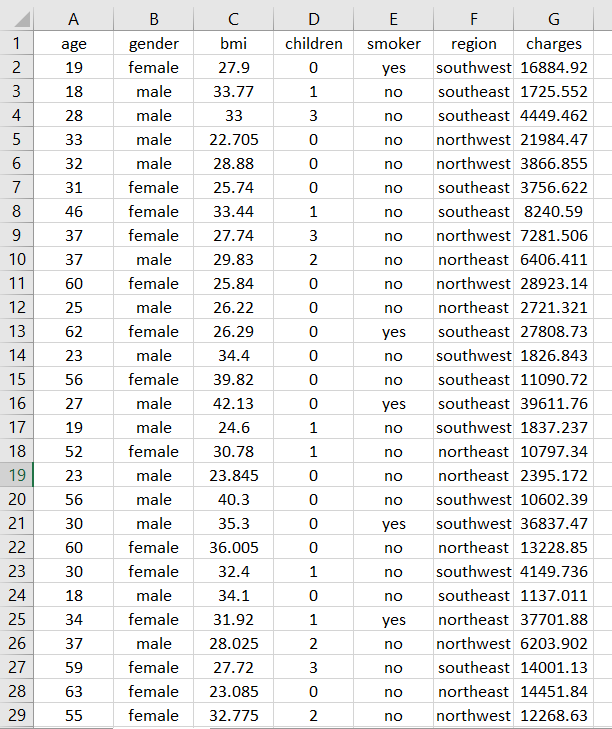 A B C D E F G
1 age gender bmi children smoker region charges
2 19 female 27.9 0 yes southwest 16884.92
3 18 male 33.77 1 no southeast 1725.552
4 28 male 33 3 no southeast 4449.462
5 33 male 22.705 0 no northwest 21984.47
6 32 male 28.88 0 no northwest 3866.855
7 31 female 25.74 0 no southeast 3756.622
8 46 female 33.44 1 no southeast 8240.59
9 37 female 27.74 3 no northwest 7281.506
10 37 male 29.83 2 no northeast 6406.411
11 60 female 25.84 0 no northwest 28923.14
12 25 male 26.22 0 no northeast 2721.321
13 62 female 26.29 0 yes southeast 27808.73
14 23 male 34.4 0 no southwest 1826.843
15 56 female 39.82 0 no southeast 11090.72
16 27 male 42.13 0 yes southeast 39611.76
17 19 male 24.6 1 no southwest 1837.237
18 52 female 30.78 1 no northeast 10797.34
19 23 male 23.845 0 no northeast 2395.172
20 56 male 40.3 0 no southwest 10602.39
21 30 male 35.3 0 yes southwest 36837.47
22 60 female 36.005 0 no northeast 13228.85
23 30 female 32.4 1 no southwest 4149.736
24 18 male 34.1 0 no southeast 1137.011
25 34 female 31.92 1 yes northeast 37701.88
26 37 male 28.025 2 no northwest 6203.902
27 59 female 27.72 3 no southeast 14001.13
28 63 female 23.085 0 no northeast 14451.84
29 55 female 32.775 2 no northwest 12268.63